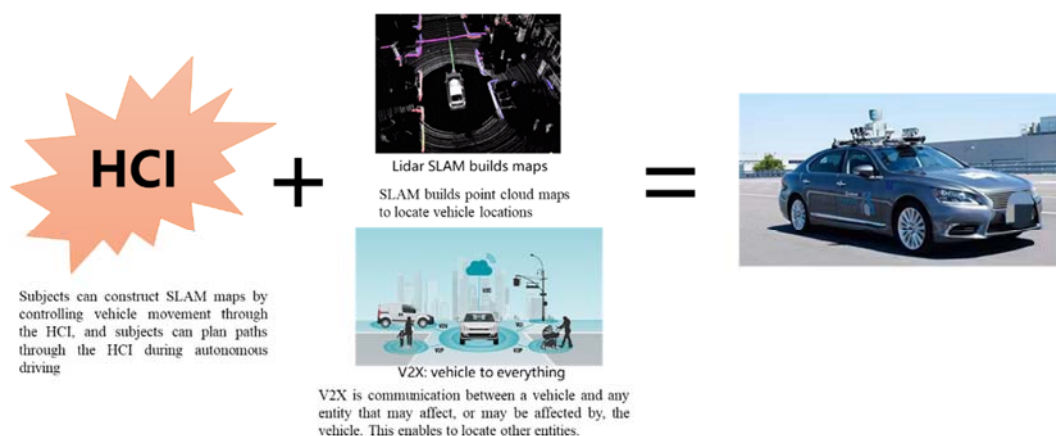 HCI
Subjects can construct SLAM maps by
controlling vehicle movement through
the HCI, and subjects can plan paths
through the HCI during autonomous
driving
+
Lidar SLAM builds maps
SLAM builds point cloud maps
to locate vehicle locations
V2X: vehicle to everything
V2X is communication between a vehicle and any
entity that may affect, or may be affected by, the
vehicle. This enables to locate other entities.
=